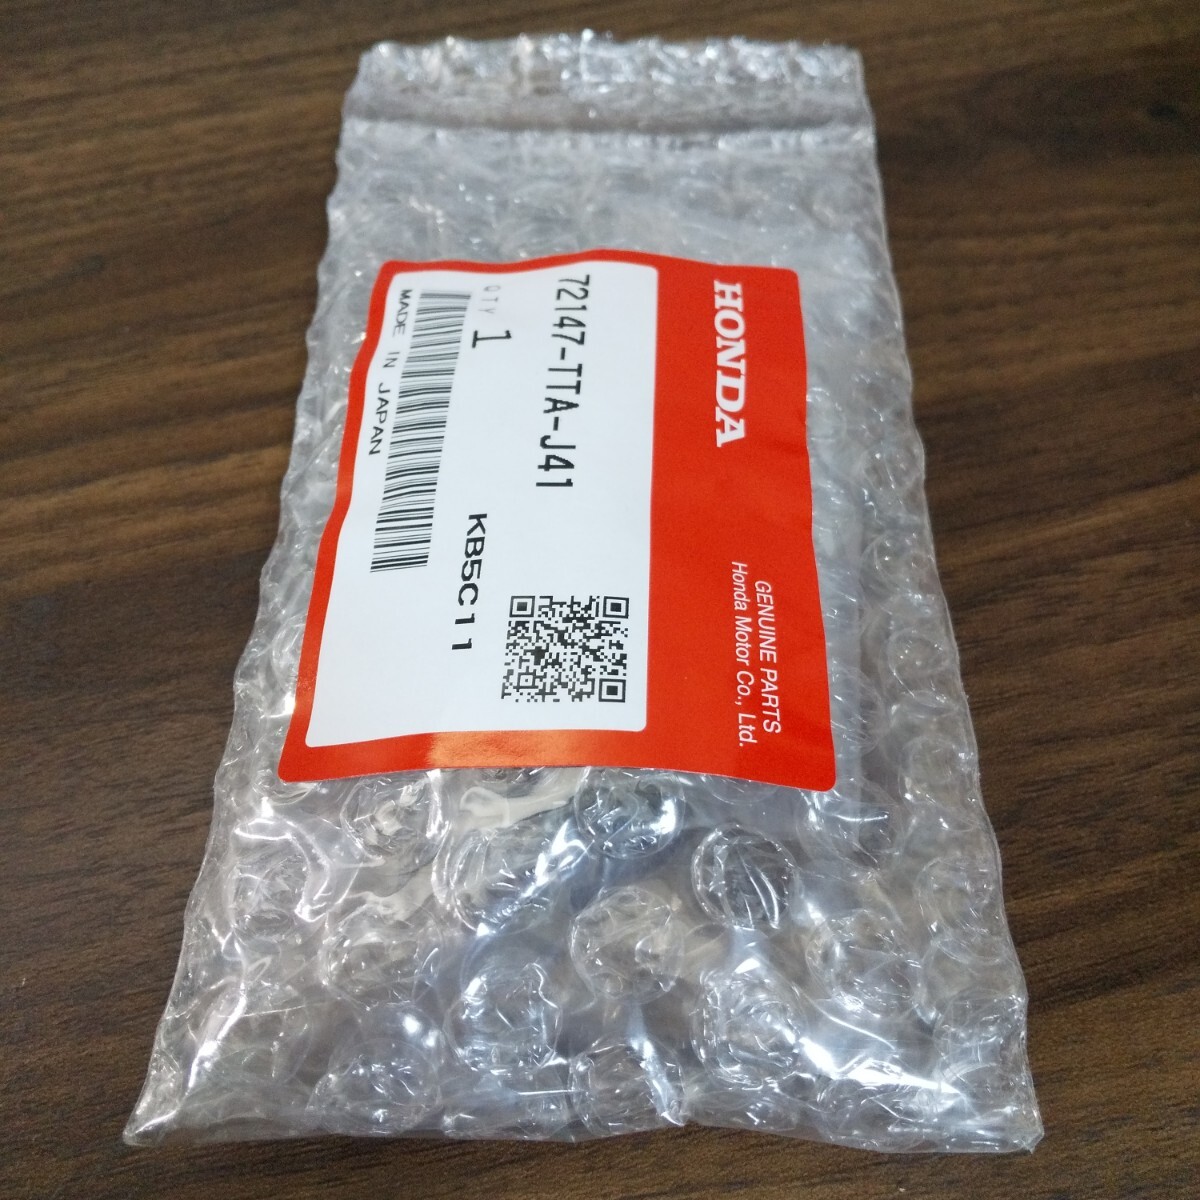 HONDA
GENUINE PARTS
Honda Motor Co., Ltd.
72147-TTA-J41
QTY 1
KB5C11
MADE IN JAPAN